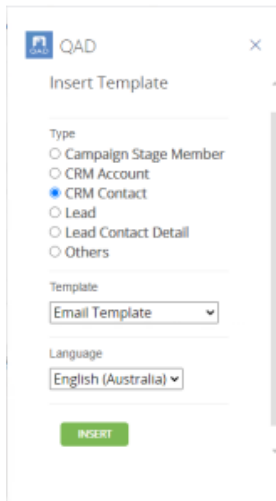 QAD
QAD
Insert Template
Type
Campaign Stage Member
CRM Account
CRM Contact
Lead
Lead Contact Detail
Others
Template
Email Template
Language
English (Australia)
INSERT